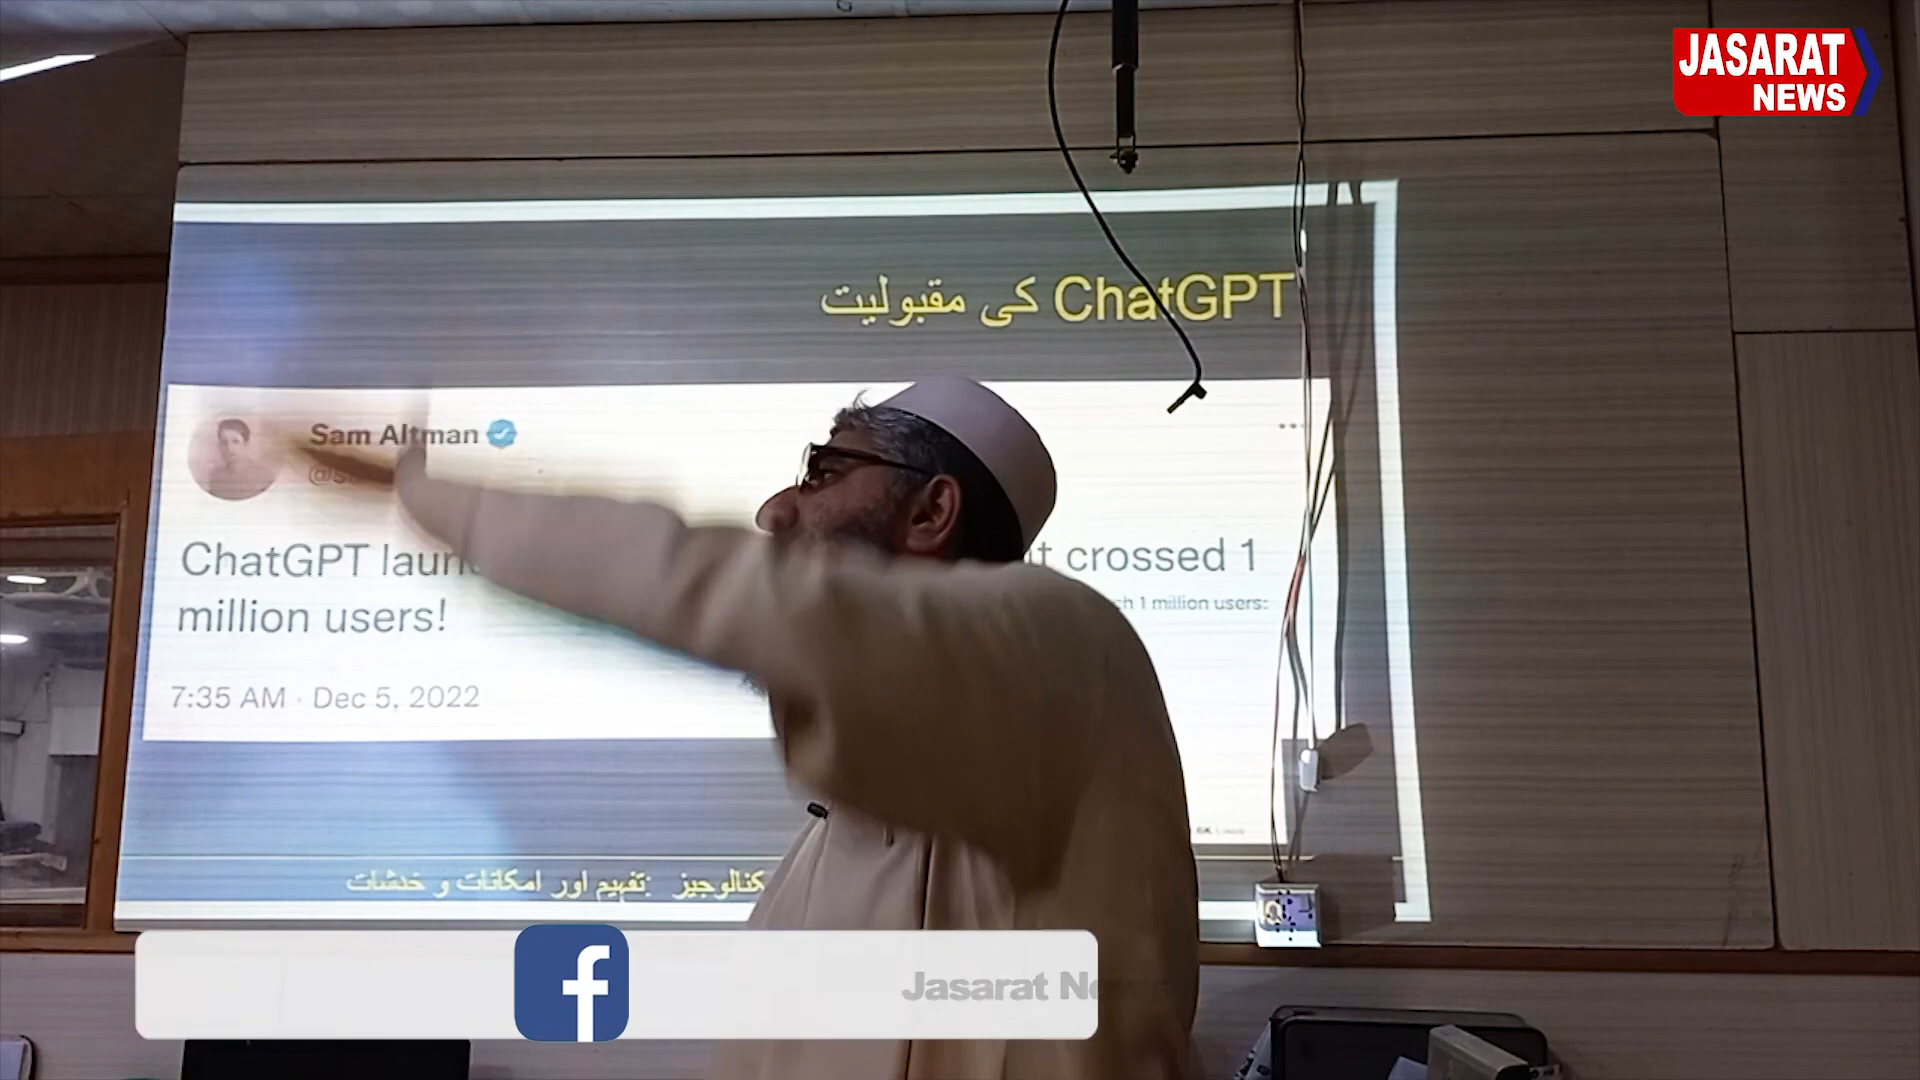 JASARAT
NEWS
ChatGPT کی مقبولیت
Sam Altman
ChatGPT laun it crossed 1
million users!
1 million users:
7:35 AM · Dec 5, 2022
تفہیم اور امکانات و خدشات
Jasarat